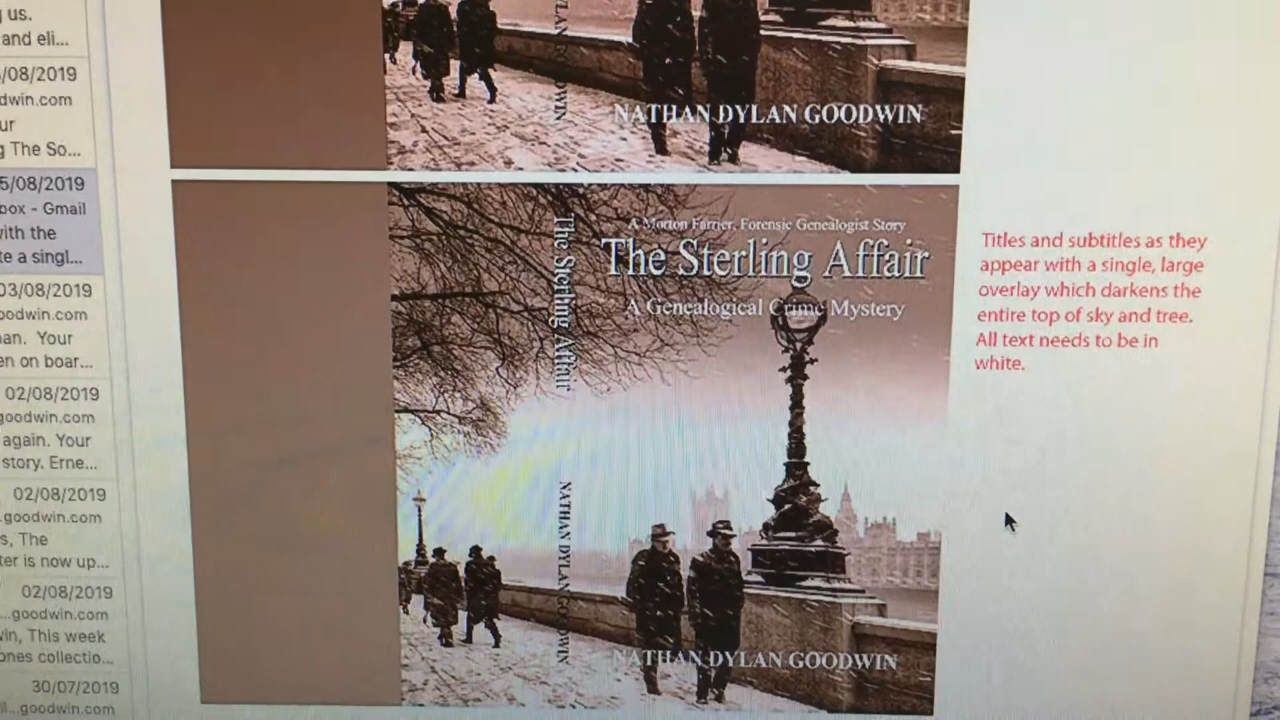 us.
and eli...
/08/2019
dwin.com
ur
g The So...
5/08/2019
box - Gmail
with the
te a singl...
03/08/2019
oodwin.com
an. Your
en on boar...
02/08/2019
goodwin.com
again. Your
story. Erne...
02/08/2019
.goodwin.com
s, The
ter is now up...
02/08/2019
...goodwin.com
win, This week
ones collectio...
30/07/2019
...goodwin.com
YLAN GOODWIN
NATHAN DYLAN GOODWIN
A Morton Farrier, Forensic Genealogist Story
The Sterling Affair
A Genealogical Crime Mystery
The Sterling Affair
NATHAN DYLAN GOODWIN
NATHAN DYLAN GOODWIN
Titles and subtitles as they
appear with a single, large
overlay which darkens the
entire top of sky and tree.
All text needs to be in
white.